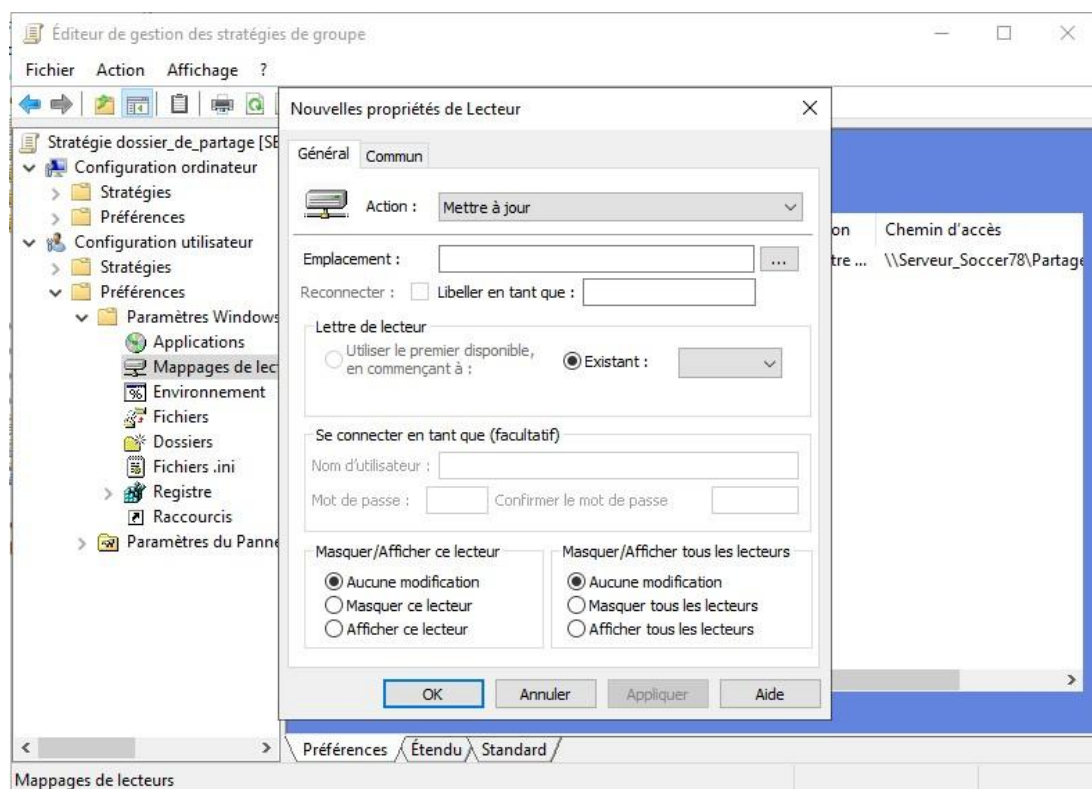 Éditeur de gestion des stratégies de groupe
Fichier Action Affichage ?
Stratégie dossier_de_partage [SE
Configuration ordinateur
Stratégies
Préférences
Configuration utilisateur
Stratégies
Préférences
Paramètres Windows
Applications
Mappages de lec
Environnement
Fichiers
Dossiers
Fichiers .ini
Registre
Raccourcis
Paramètres du Panne
Nouvelles propriétés de Lecteur
Général Commun
Action : Mettre à jour
Emplacement : ...
Reconnecter : Libeller en tant que :
Lettre de lecteur
Utiliser le premier disponible,
en commençant à :
Existant :
Se connecter en tant que (facultatif)
Nom d'utilisateur :
Mot de passe : Confirmer le mot de passe
Masquer/Afficher ce lecteur
Aucune modification
Masquer ce lecteur
Afficher ce lecteur
Masquer/Afficher tous les lecteurs
Aucune modification
Masquer tous les lecteurs
Afficher tous les lecteurs
OK Annuler Appliquer Aide
on Chemin d'accès
tre ... \\Serveur_Soccer78\Partage
Préférences Étendu Standard
Mappages de lecteurs